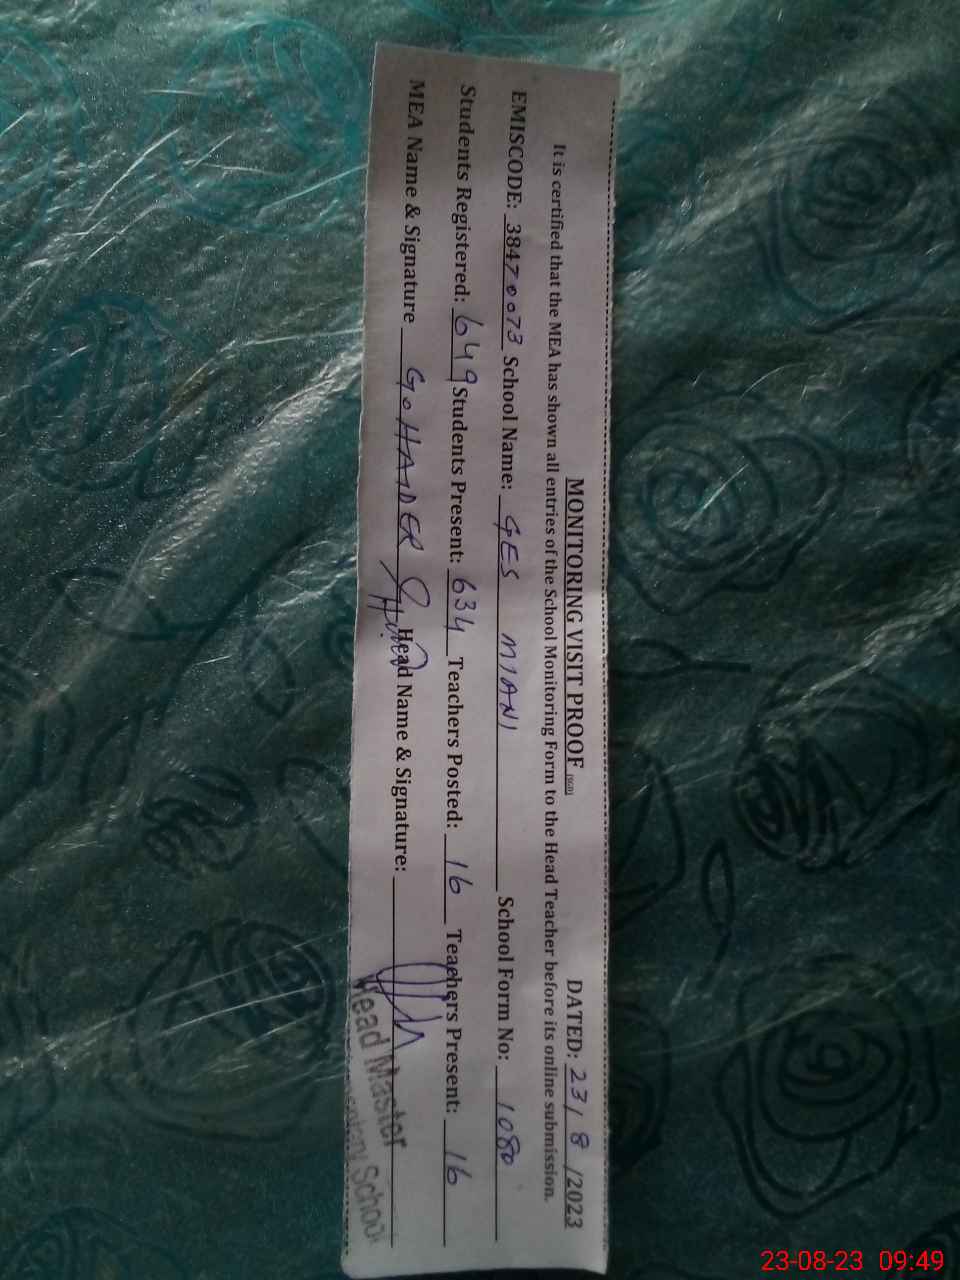 MONITORING VISIT PROOF DATED: 23/8/2023
It is certified that the MEA has shown all entries of the School Monitoring Form to the Head Teacher before its online submission.
EMISCODE: 38470073 School Name: GES MIANI School Form No: 1080
Students Registered: 649 Students Present: 634 Teachers Posted: 16 Teachers Present: 16
MEA Name & Signature G. HADER Head Name & Signature:
Head Master
School
23-08-23 09:49